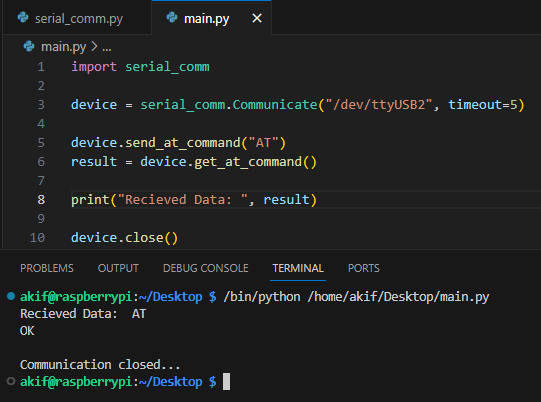 serial_comm.py main.py ×
main.py > ...
1 import serial_comm
2
3 device = serial_comm.Communicate("/dev/ttyUSB2", timeout=5)
4
5 device.send_at_command("AT")
6 result = device.get_at_command()
7
8 print("Recieved Data: ", result)
9
10 device.close()
PROBLEMS OUTPUT DEBUG CONSOLE TERMINAL PORTS
akif@raspberrypi:~/Desktop $ /bin/python /home/akif/Desktop/main.py
Recieved Data:  AT
OK
Communication closed...
akif@raspberrypi:~/Desktop $